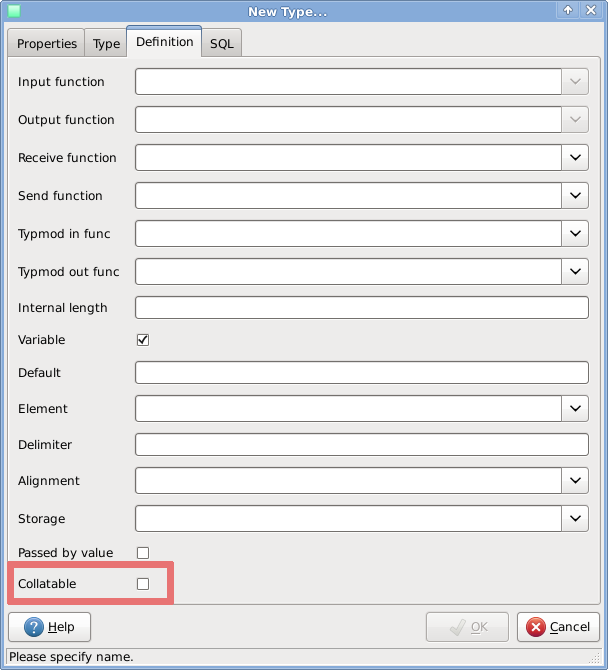 New Type...
Properties Type Definition SQL
Input function
Output function
Receive function
Send function
Typmod in func
Typmod out func
Internal length
Variable
Default
Element
Delimiter
Alignment
Storage
Passed by value
Collatable
Help OK Cancel
Please specify name.